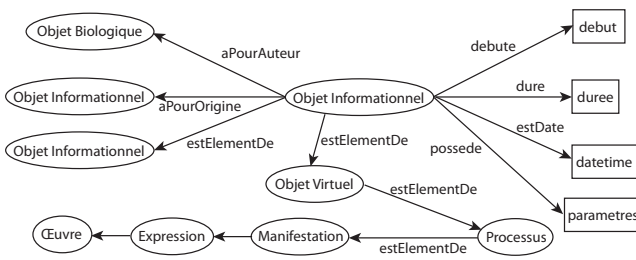 Objet Biologique
debut
debute
aPourAuteur
dure
Objet Informationnel
aPourOrigine
Objet Informationnel
duree
estElementDe
estDate
Objet Informationnel
estElementDe
possede
datetime
Objet Virtuel
estElementDe
parametres
Œuvre
Expression
Manifestation
estElementDe
Processus